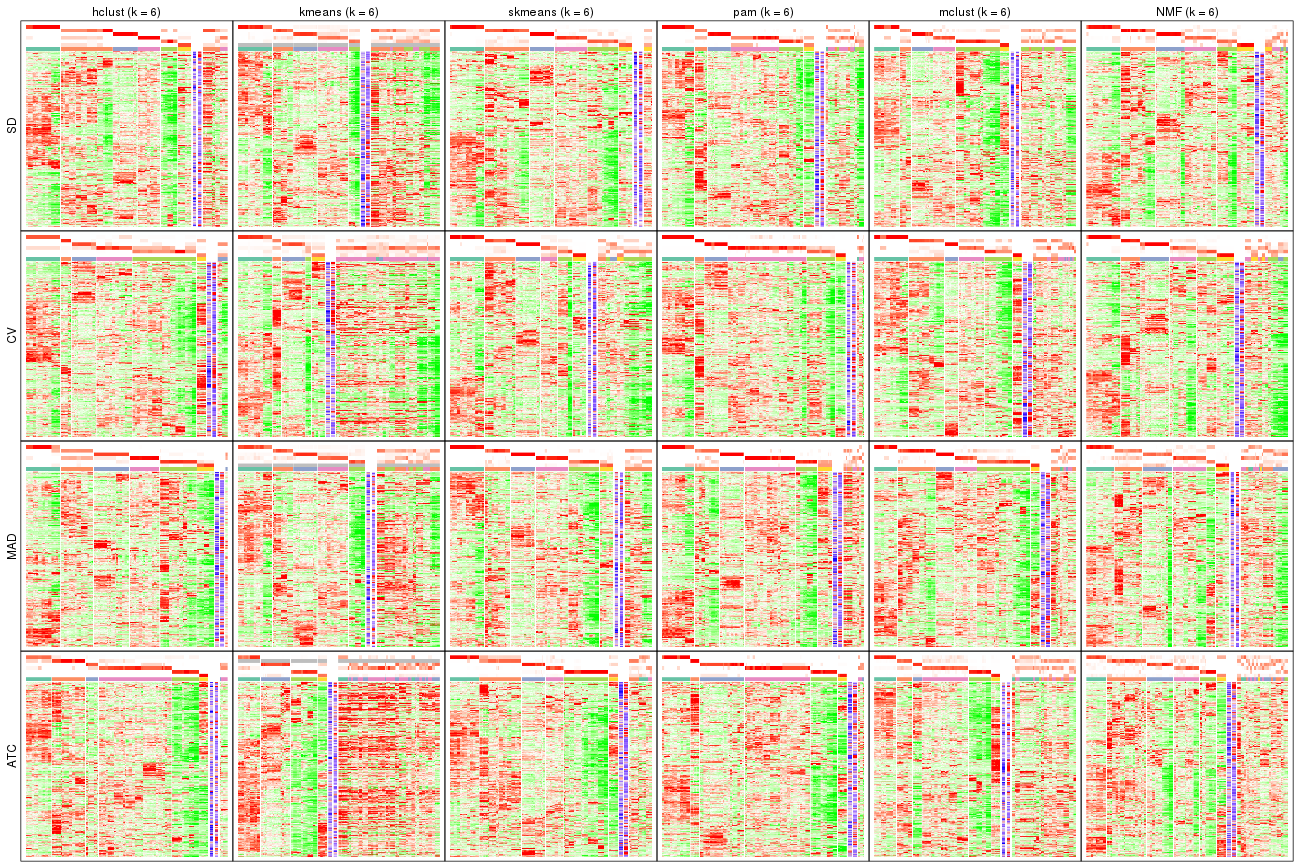 hclust (k = 6)
kmeans (k = 6)
skmeans (k = 6)
pam (k = 6)
mclust (k = 6)
NMF (k = 6)
SD
CV
MAD
ATC